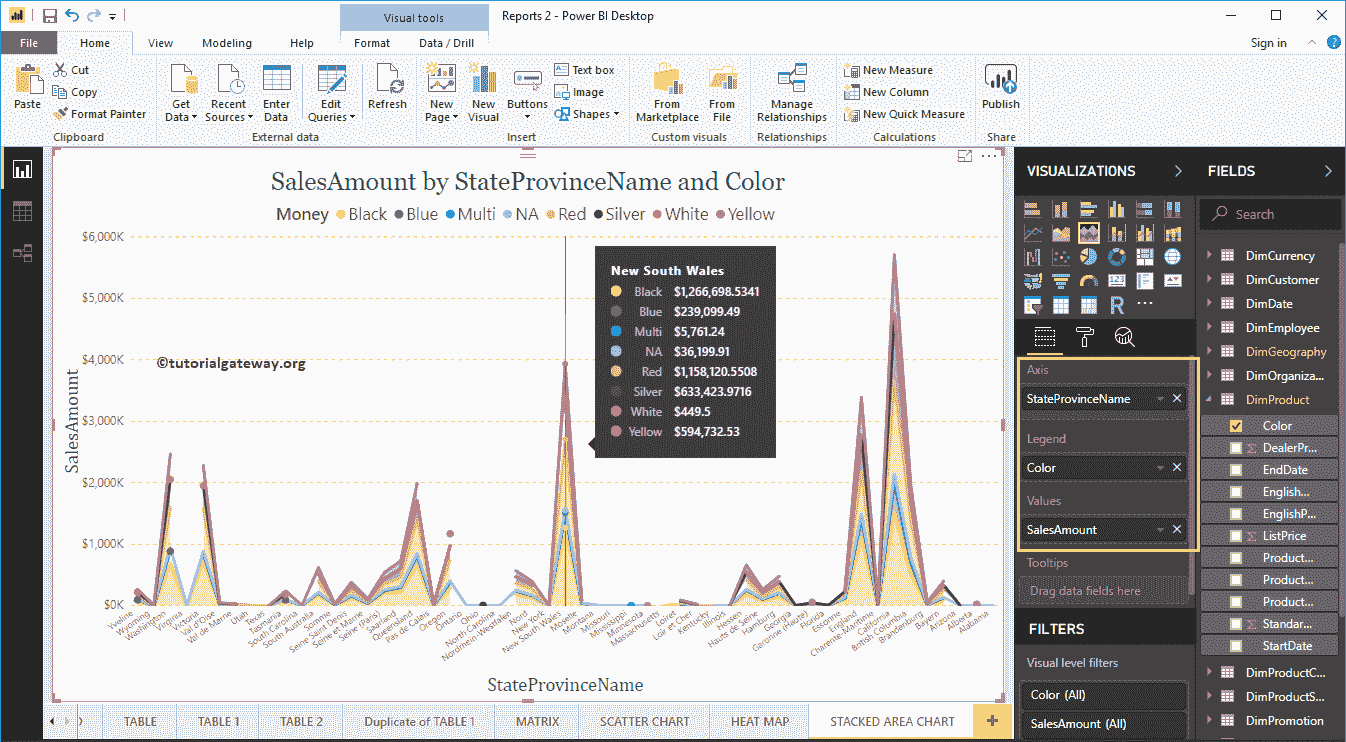 Visual tools
Reports 2 - Power BI Desktop
File Home View Modeling Help Format Data / Drill
Sign in
?
Paste
Cut
Copy
Format Painter
Clipboard
Get Data
Recent Sources
Enter Data
Edit Queries
External data
Refresh
New Page
New Visual
Buttons
Text box
Image
Shapes
Insert
From Marketplace
From File
Custom visuals
Manage Relationships
Relationships
New Measure
New Column
New Quick Measure
Calculations
Publish
Share
SalesAmount by StateProvinceName and Color
Money Black Blue Multi NA Red Silver White Yellow
$6,000K
$5,000K
$4,000K
$3,000K
$2,000K
$1,000K
$0K
SalesAmount
©tutorialgateway.org
New South Wales
Black $1,266,698.5341
Blue $239,099.49
Multi $5,761.24
NA $36,199.91
Red $1,158,120.5508
Silver $633,423.9716
White $449.5
Yellow $594,732.53
Yveline
Wyoming
Washington
Virginia
Victoria
Val d'Oise
Val de Marne
Utah
Texas
Tasmania
South Carolina
South Australia
Somme
Seine Saint Denis
Seine et Marne
Seine (Paris)
Saarland
Queensland
Pas de Calais
Oregon
Ontario
Ohio
North Carolina
Nordrhein-Westfalen
Nord
New York
New South Wales
Moselle
Montana
Missouri
Mississippi
Minnesota
Massachusetts
Loiret
Loir et Cher
Kentucky
Illinois
Hessen
Hauts de Seine
Hamburg
Georgia
Garonne (Haute)
Florida
Essonne
England
Charente-Maritime
California
British Columbia
Brandenburg
Bayern
Arizona
Alberta
Alabama
StateProvinceName
TABLE
TABLE 1
TABLE 2
Duplicate of TABLE 1
MATRIX
SCATTER CHART
HEAT MAP
STACKED AREA CHART
+
VISUALIZATIONS
123
R
Axis
StateProvinceName
Legend
Color
Values
SalesAmount
Tooltips
Drag data fields here
FILTERS
Visual level filters
Color (All)
SalesAmount (All)
FIELDS
Search
DimCurrency
DimCustomer
DimDate
DimEmployee
DimGeography
DimOrganiza...
DimProduct
Color
DealerPr...
EndDate
English...
EnglishP...
ListPrice
Product...
Product...
Product...
Standar...
StartDate
DimProductC...
DimProductS...
DimPromotion